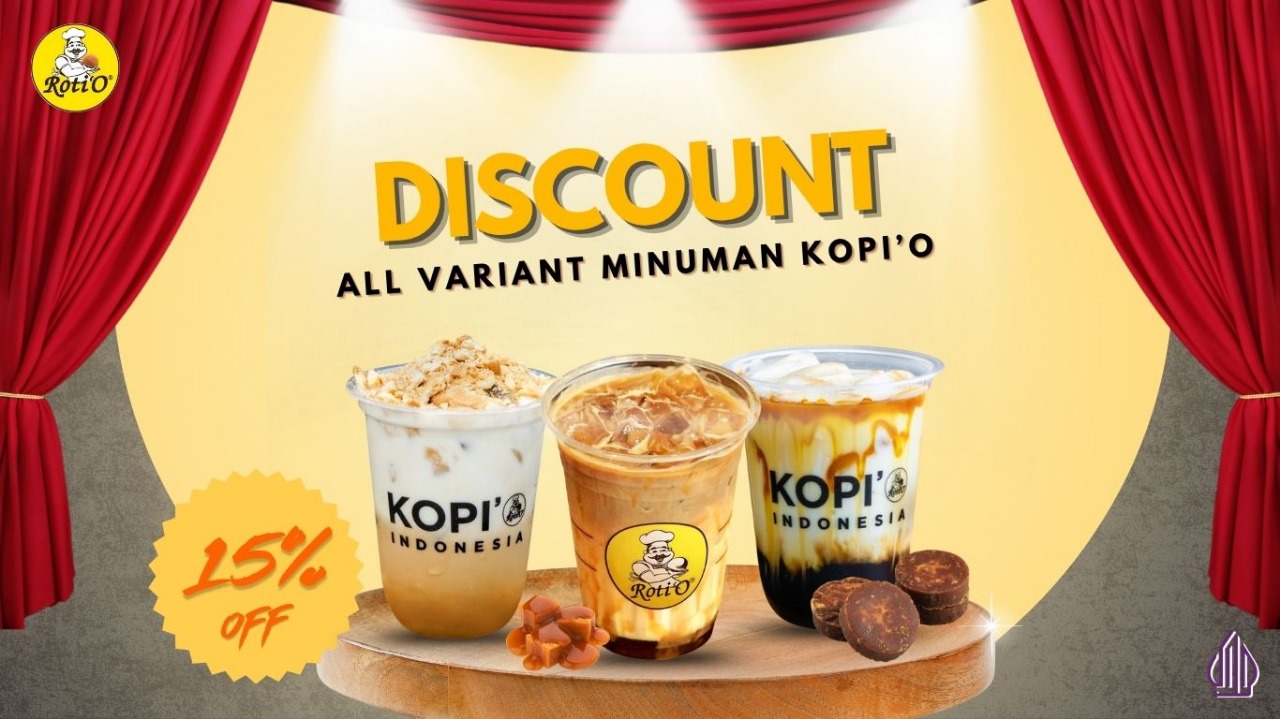 Roti'O®
DISCOUNT
ALL VARIANT MINUMAN KOPI'O
KOPI'O
INDONESIA
Roti'O®
KOPI'O
INDONESIA
15%
OFF